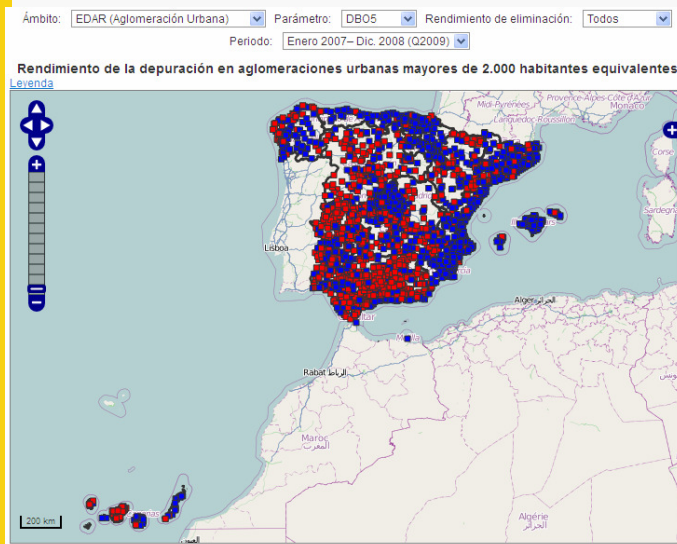 Ámbito: EDAR (Aglomeración Urbana) Parámetro: DBO5 Rendimiento de eliminación: Todos
Periodo: Enero 2007– Dic. 2008 (Q2009)
Rendimiento de la depuración en aglomeraciones urbanas mayores de 2.000 habitantes equivalentes
Leyenda
Midi-Pyrénées
Provence-Alpes-Côte d'Azur
Monaco
Languedoc-Roussillon
Corse
Sardegna
Lisboa
Alger الجزائر
Rabat الرباط
Maroc
المغرب
Algérie
الجزائر
200 km